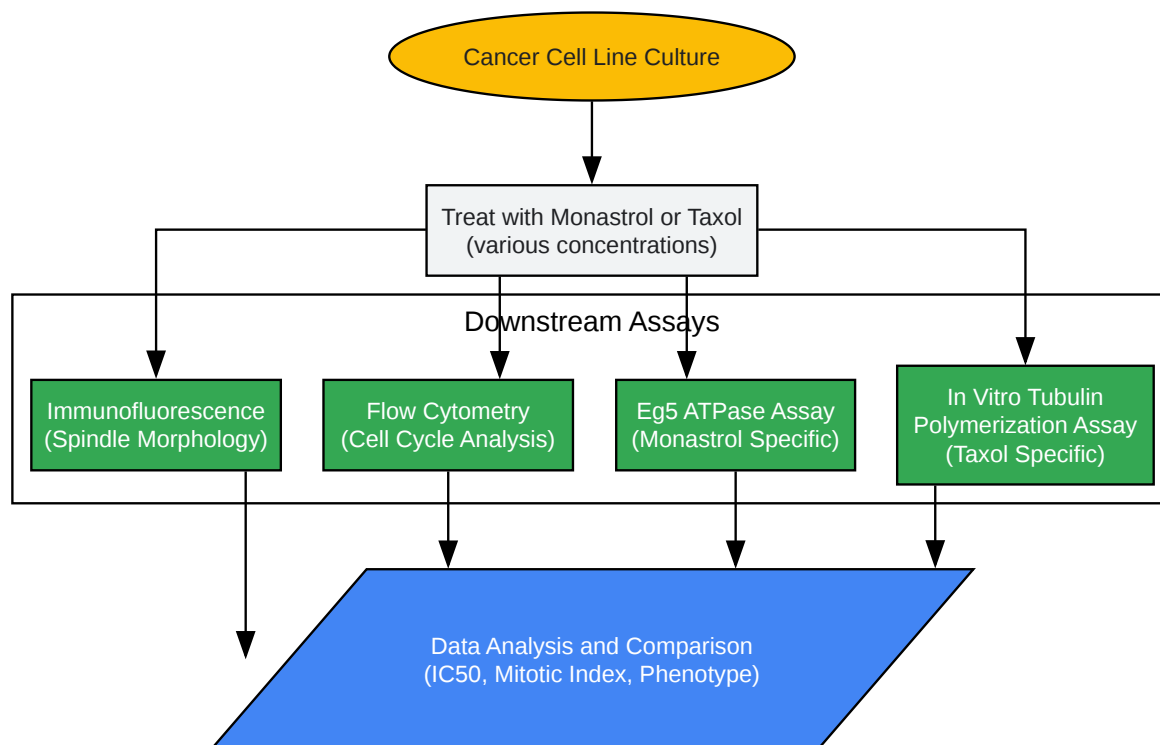 Cancer Cell Line Culture
Treat with Monastrol or Taxol
(various concentrations)
Downstream Assays
Immunofluorescence
(Spindle Morphology)
Flow Cytometry
(Cell Cycle Analysis)
Eg5 ATPase Assay
(Monastrol Specific)
In Vitro Tubulin
Polymerization Assay
(Taxol Specific)
Data Analysis and Comparison
(IC50, Mitotic Index, Phenotype)